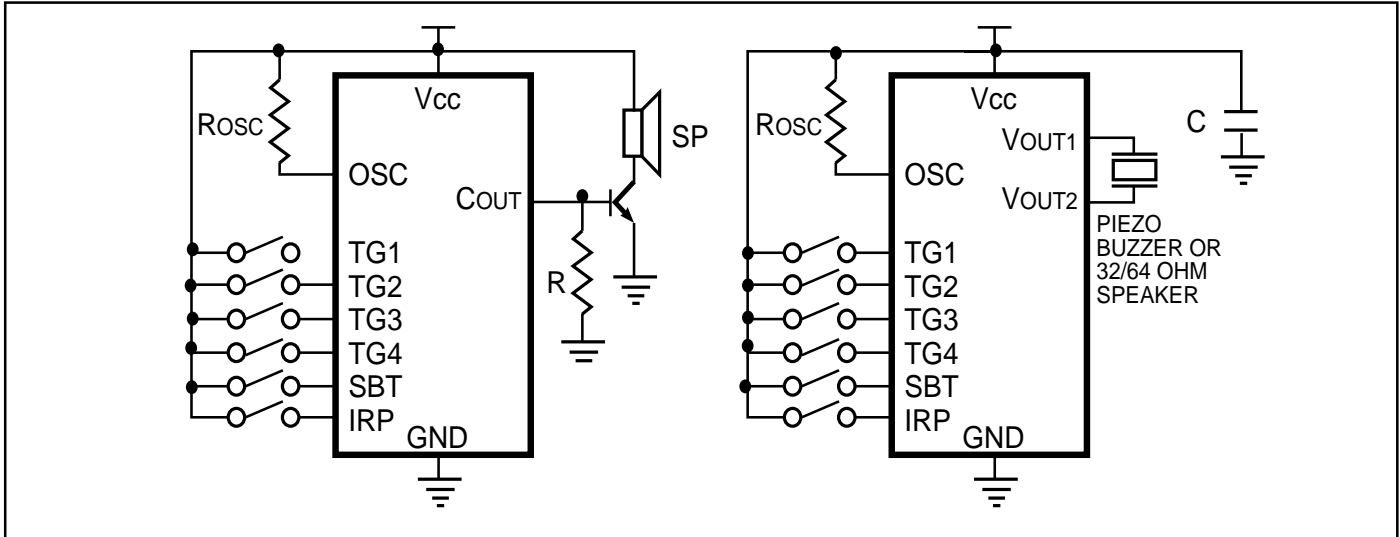 Vcc
ROSC
OSC
SP
COUT
TG1
TG2
R
TG3
TG4
SBT
IRP
GND
Vcc
ROSC
C
VOUT1
OSC
VOUT2
PIEZO
BUZZER OR
32/64 OHM
SPEAKER
TG1
TG2
TG3
TG4
SBT
IRP
GND